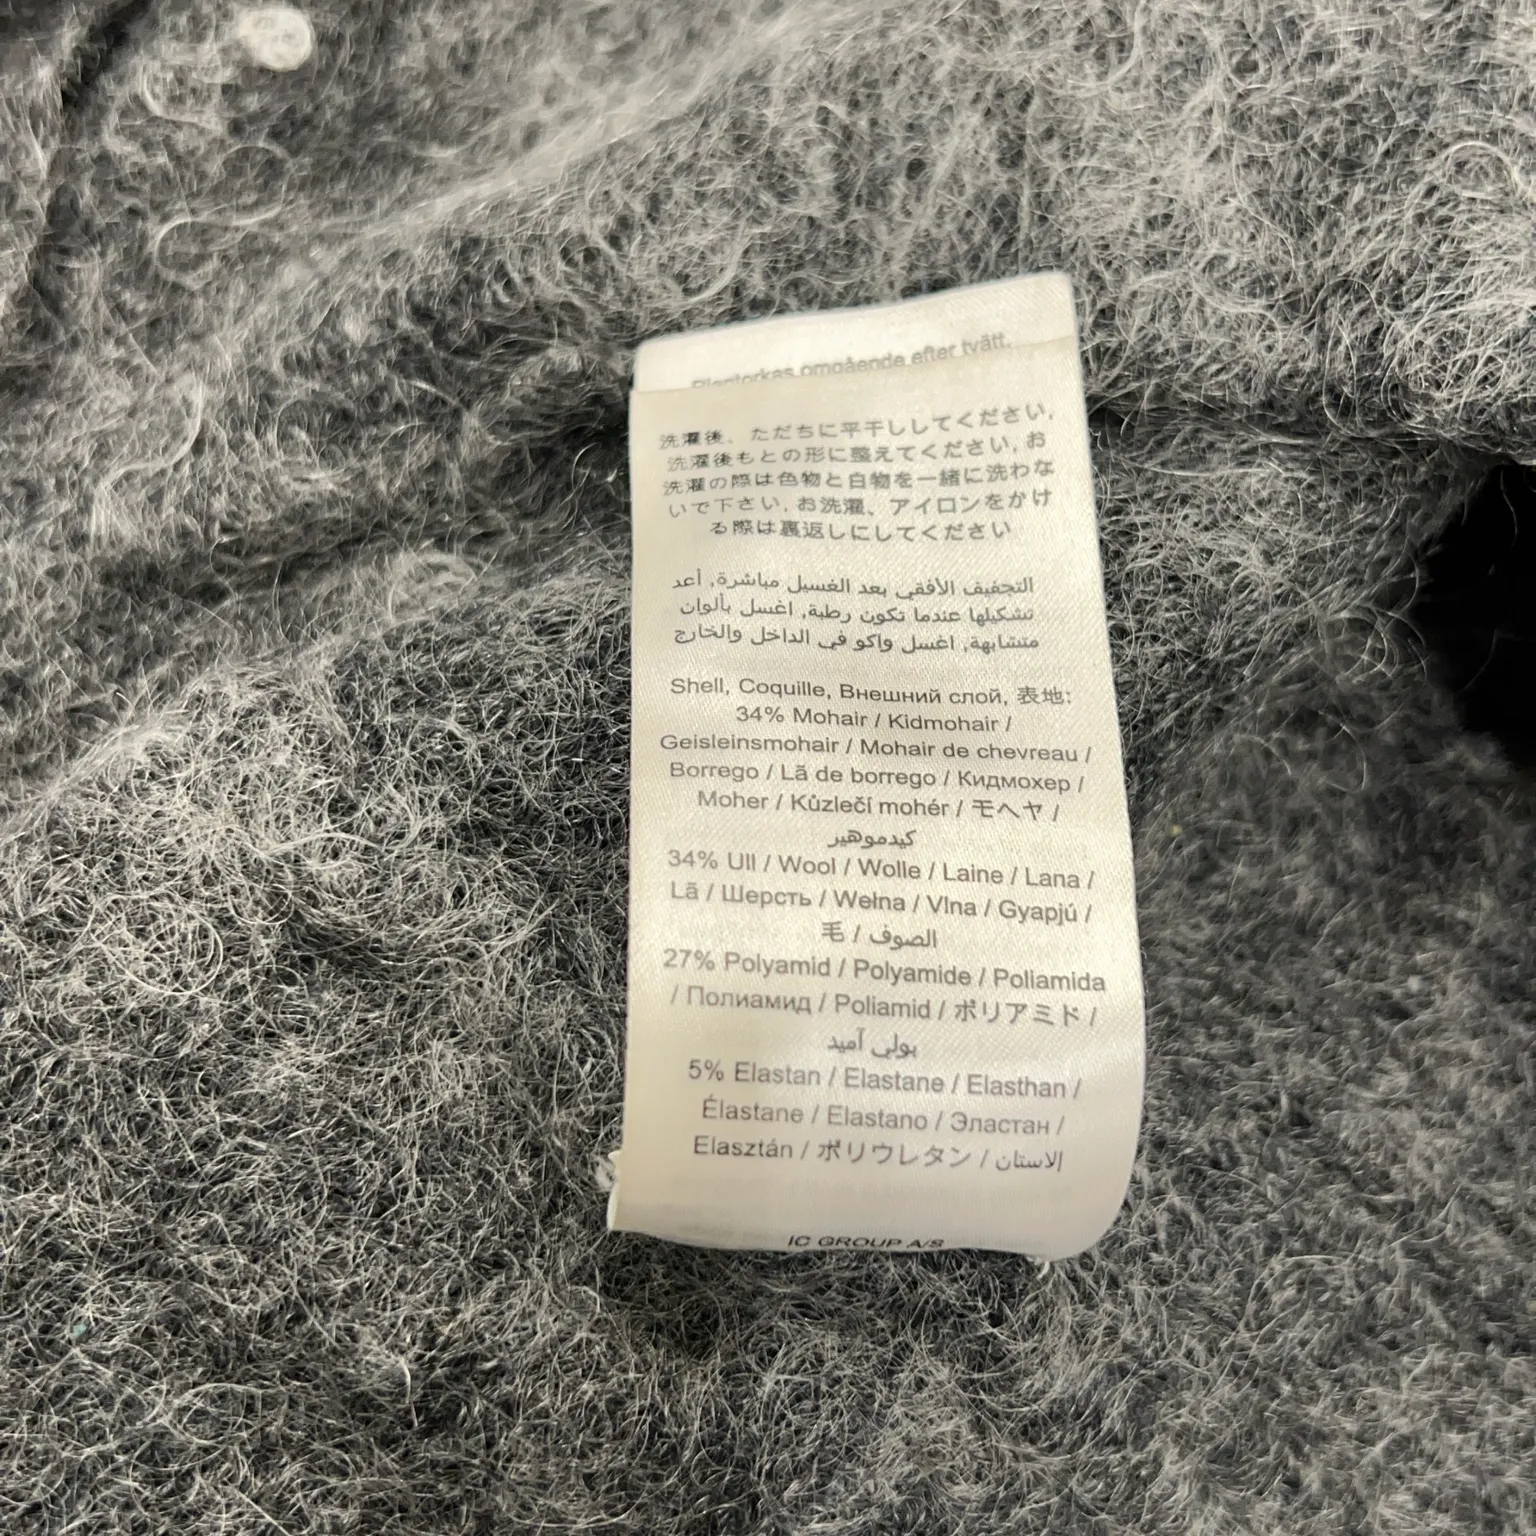 omgående efter tvätt.
洗濯後、ただちに平干ししてください, 
洗濯後もとの形に整えてください, お
洗濯の際は色物と白物を一緒に洗わな
いで下さい, お洗濯、アイロンをかけ
る際は裏返しにしてください
التجفيف الأفقي بعد الغسيل مباشرة, أعد
تشكيلها عندما تكون رطبة, اغسل بألوان
متشابهة, اغسل واكو في الداخل والخارج
Shell, Coquille, Внешний слой, 表地:
34% Mohair / Kidmohair /
Geisleinsmohair / Mohair de chevreau /
Borrego / Lã de borrego / Кидмохер /
Moher / Kůzlečí mohér / モヘヤ /
كيدموهير
34% Ull / Wool / Wolle / Laine / Lana /
Lã / Шерсть / Wełna / Vlna / Gyapjú /
毛 / الصوف
27% Polyamid / Polyamide / Poliamida
/ Полиамид / Poliamid / ポリアミド /
بولي آميد
5% Elastan / Elastane / Elasthan /
Élastane / Elastano / Эластан /
Elasztán / ポリウレタン / الاستان
IC GROUP A/S